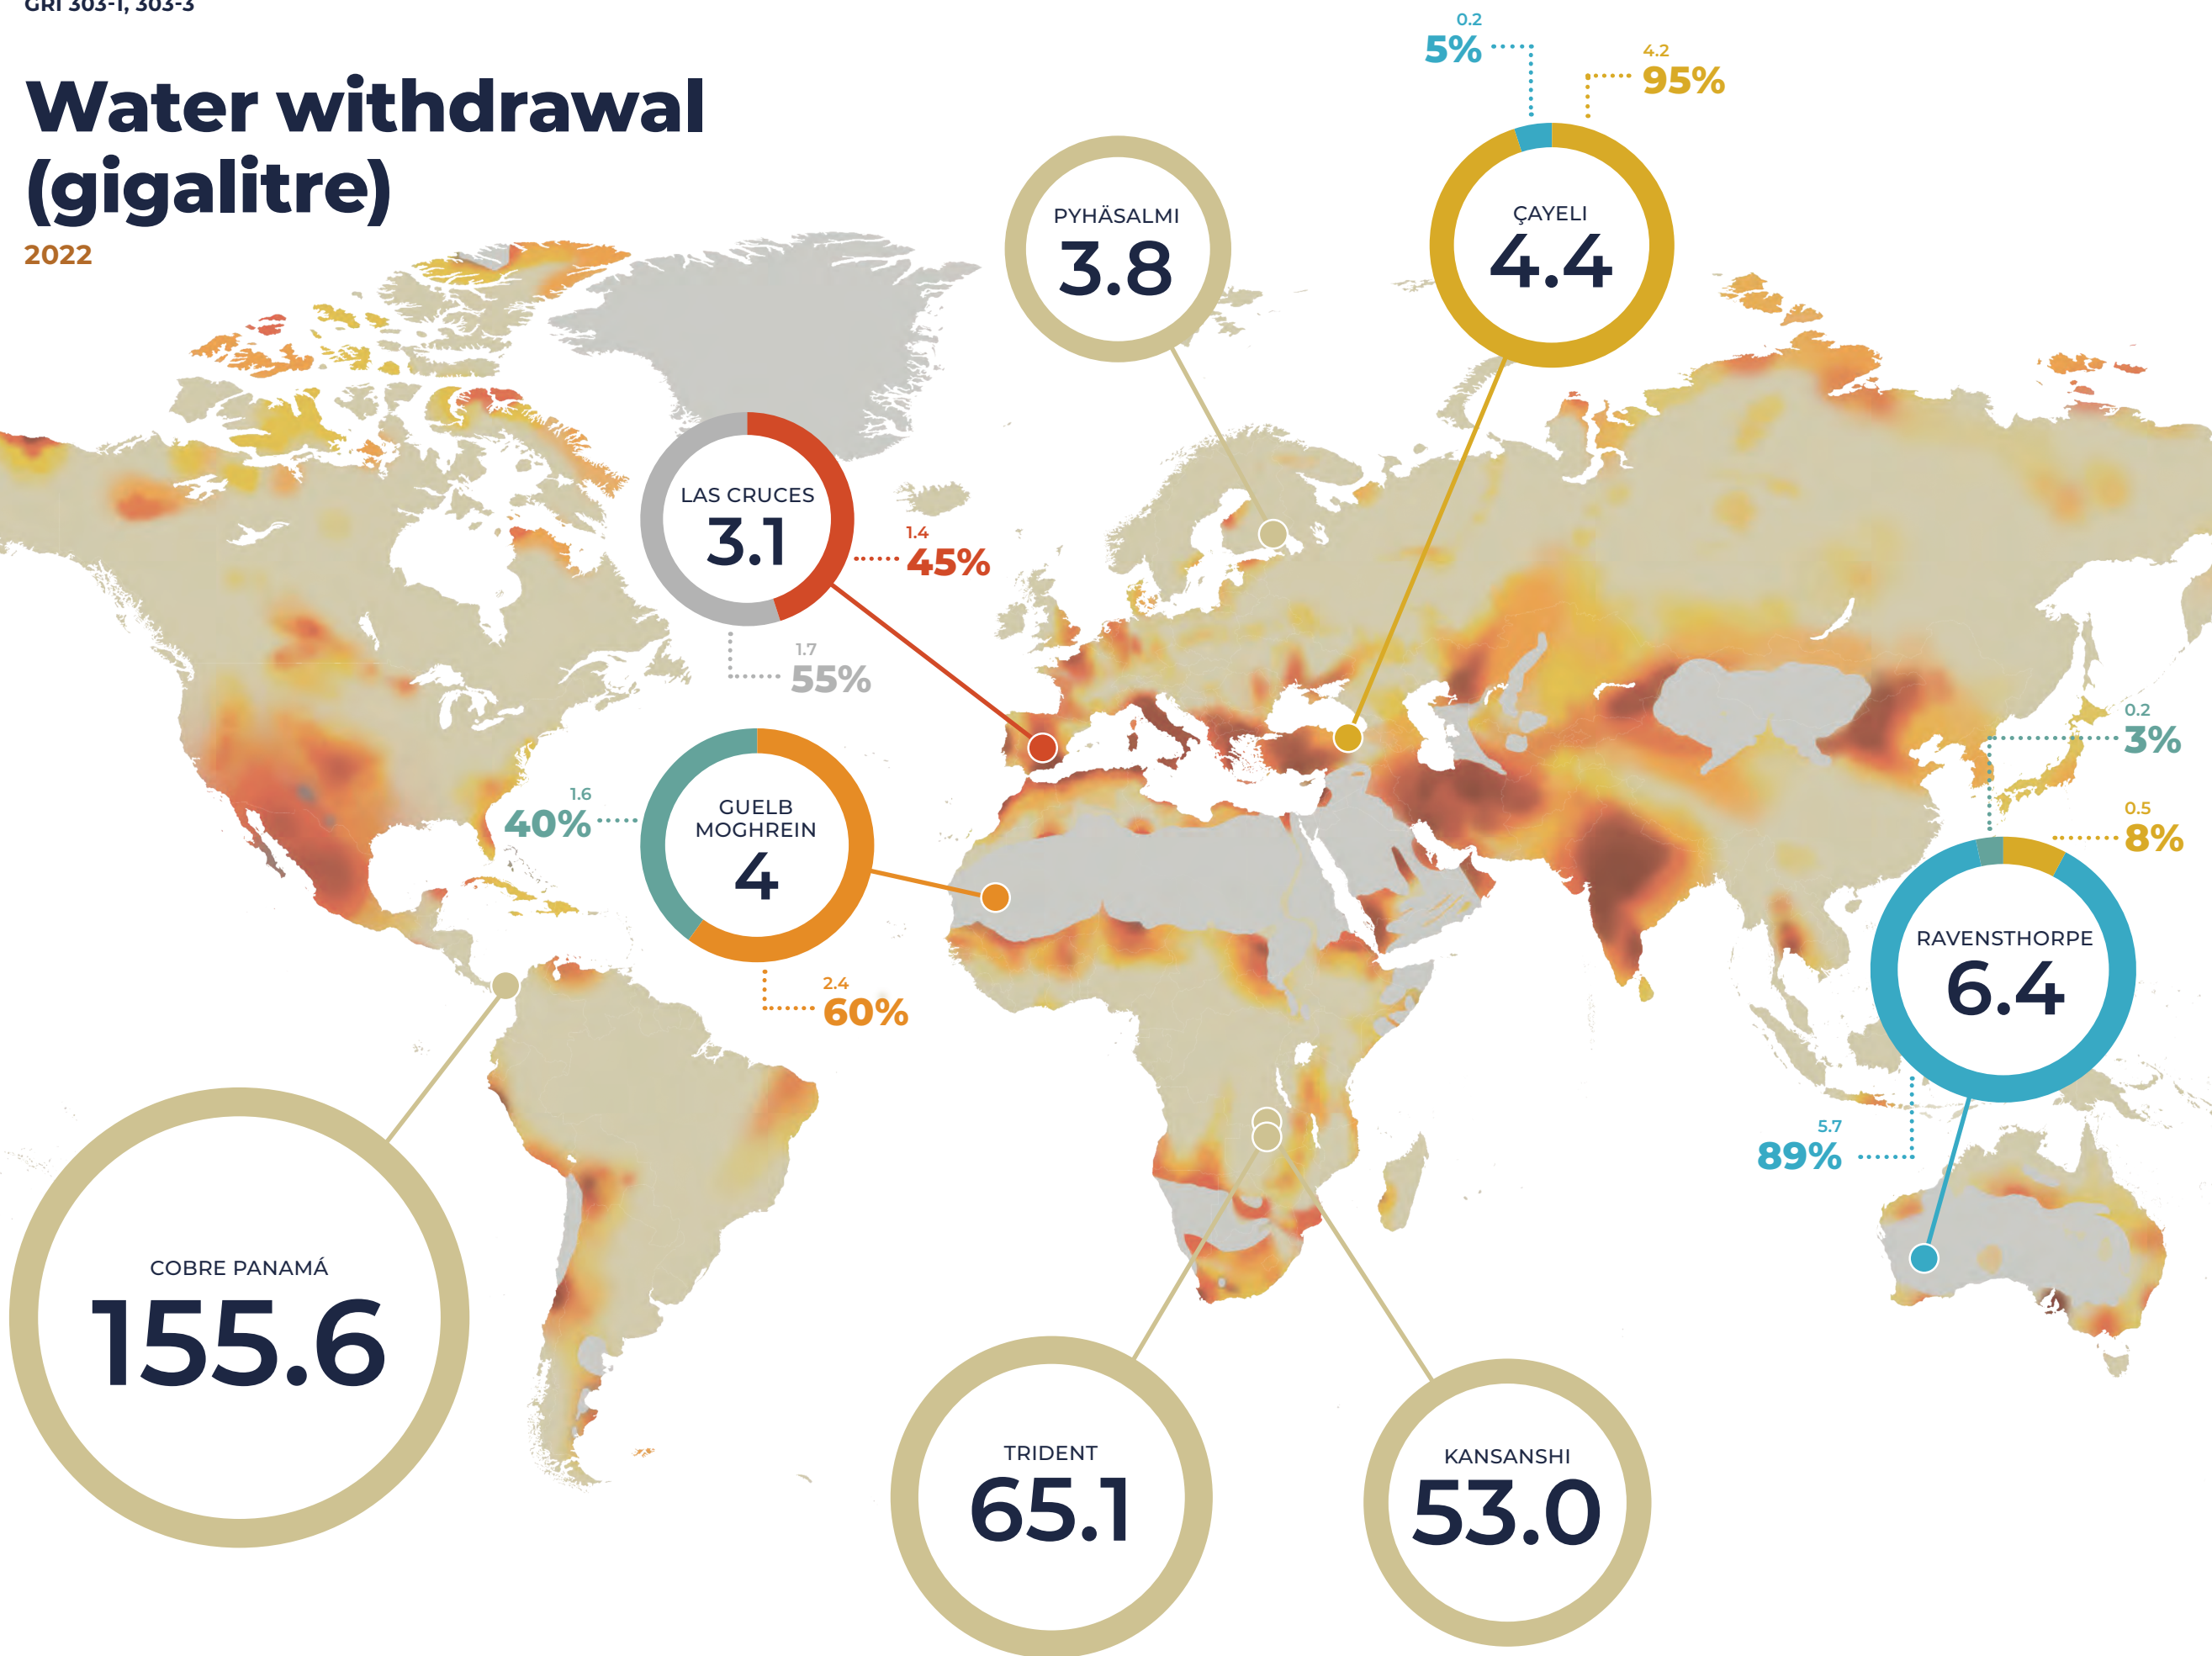 GRI 303-1, 303-3
Water withdrawal
(gigalitre)
2022
0.2
5%
4.2
95%
PYHÄSALMI
3.8
ÇAYELI
4.4
LAS CRUCES
3.1
1.4
45%
1.7
55%
GUELB
MOGHREIN
4
1.6
40%
2.4
60%
0.2
3%
0.5
8%
RAVENSTHORPE
6.4
5.7
89%
COBRE PANAMÁ
155.6
TRIDENT
65.1
KANSANSHI
53.0